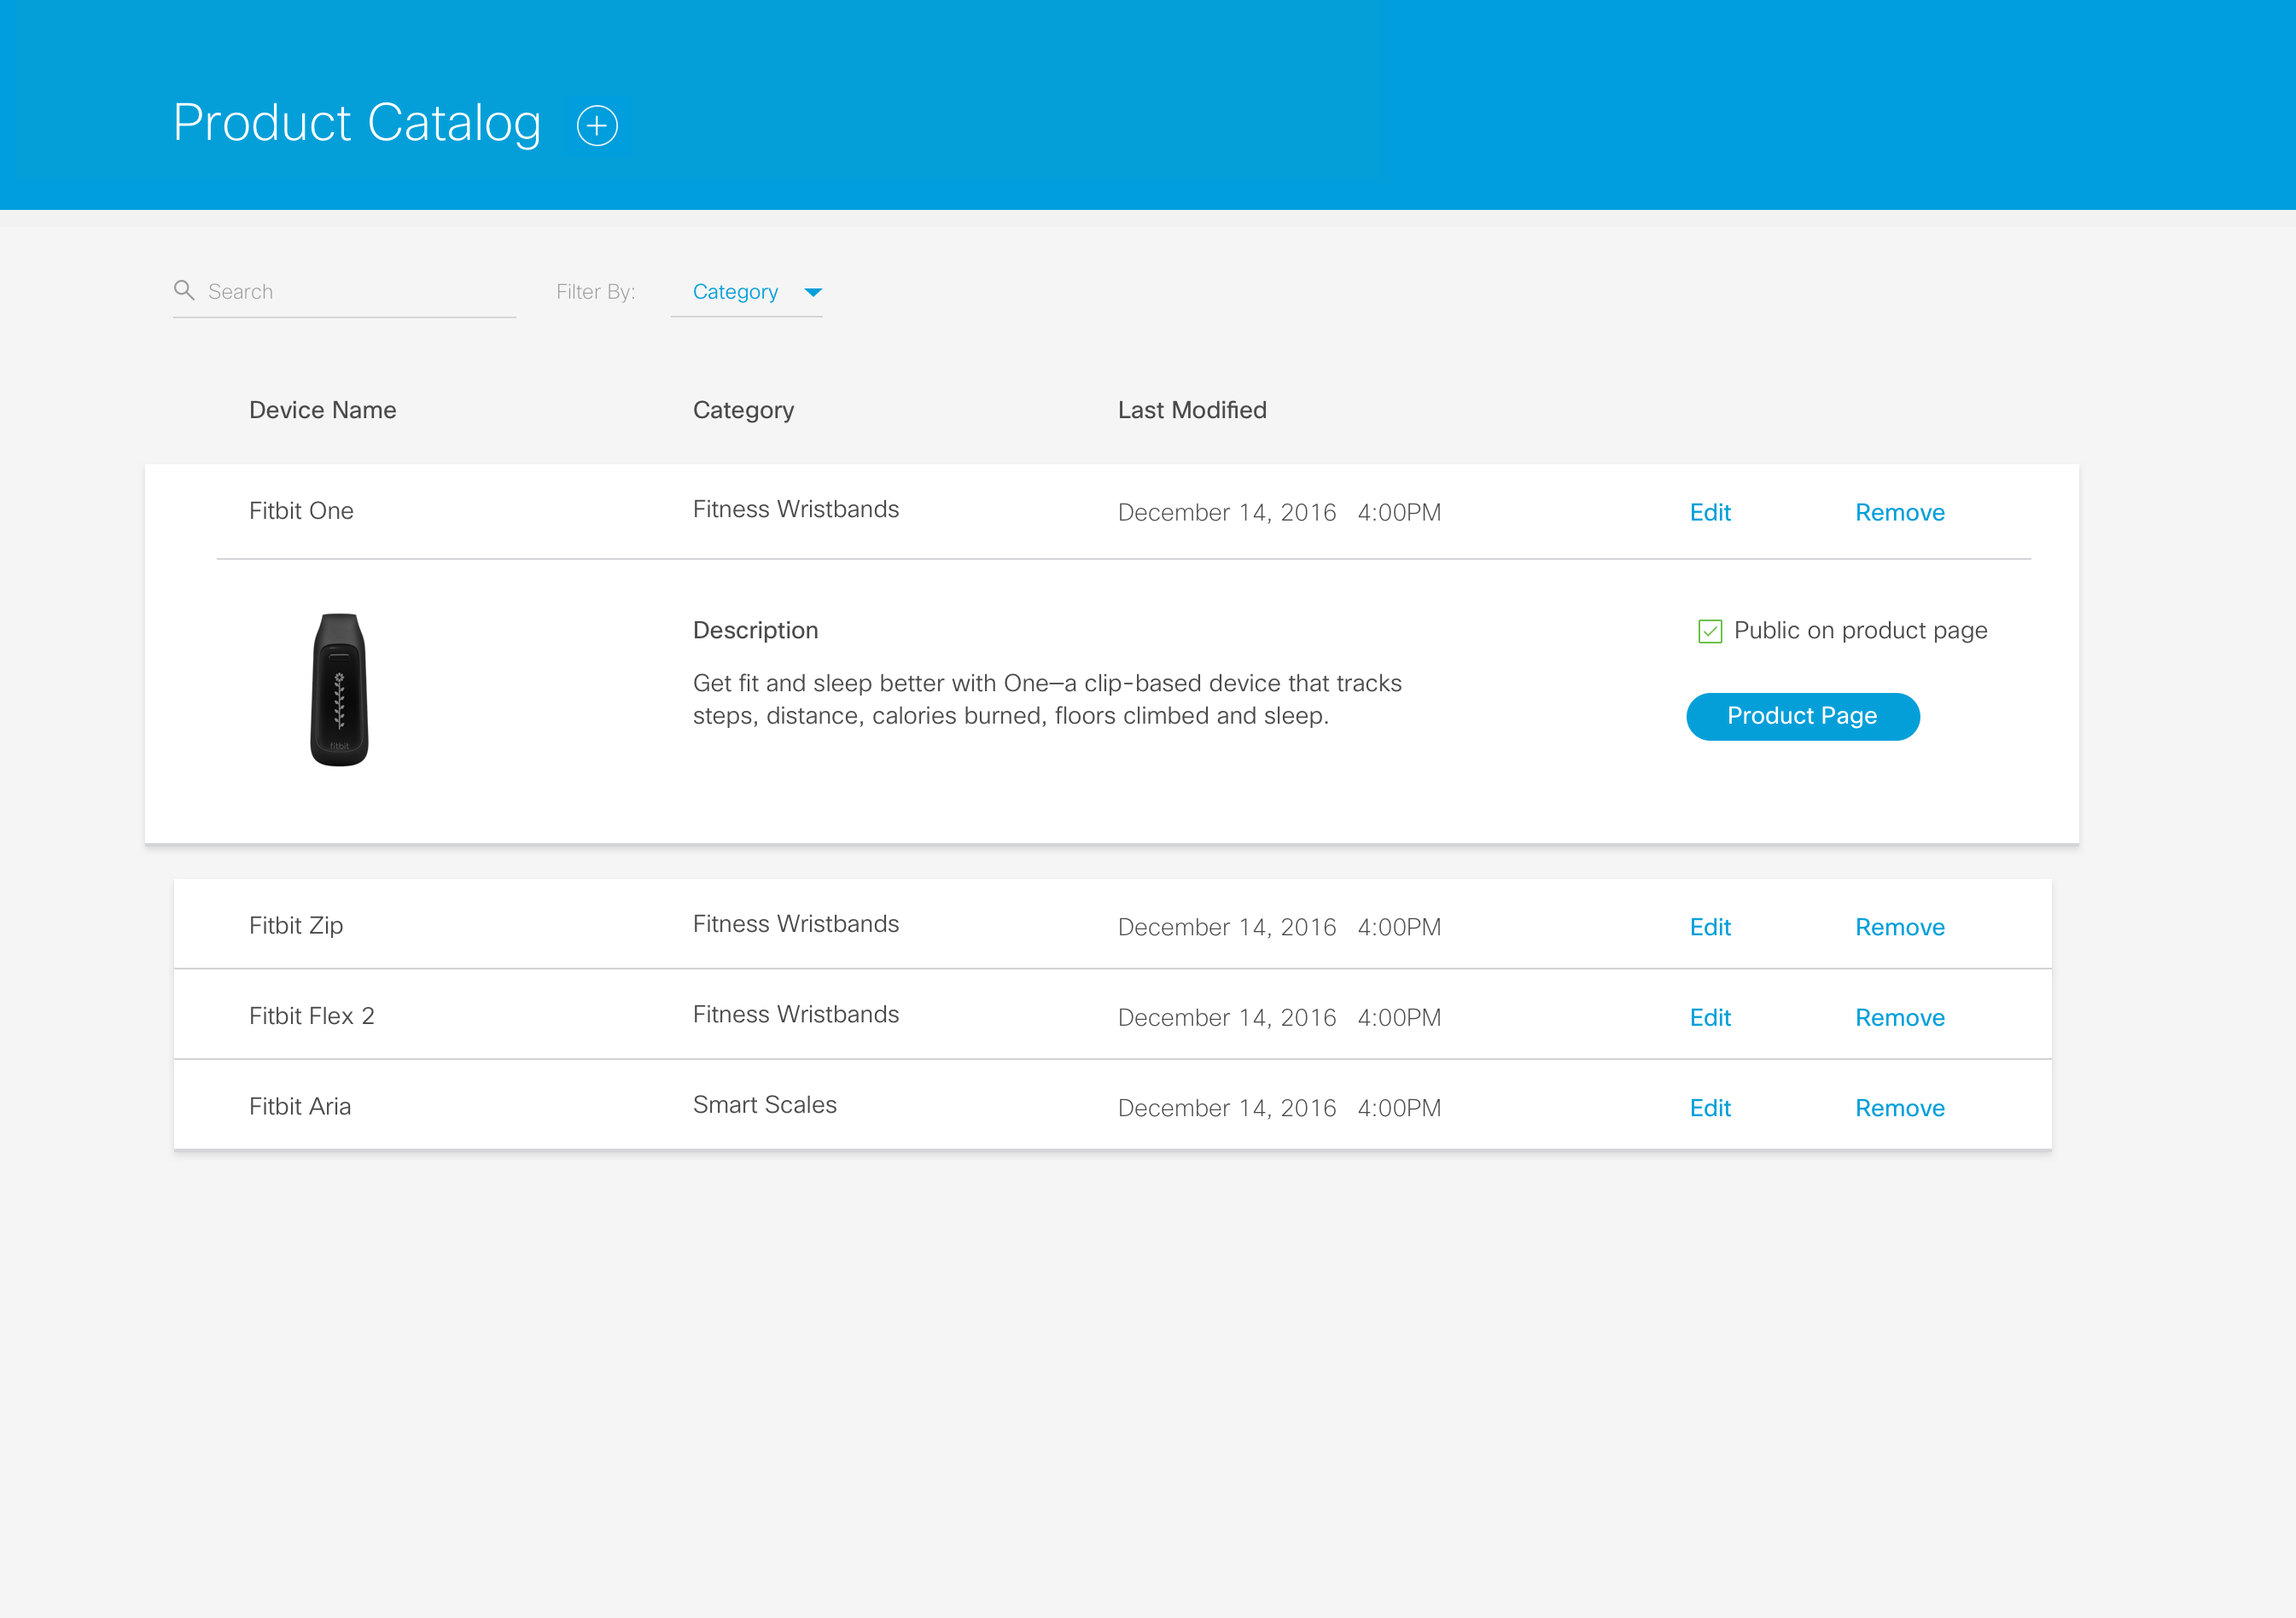 Product Catalog
Search
Filter By: Category
Device Name Category Last Modified
Fitbit One Fitness Wristbands December 14, 2016 4:00PM Edit Remove
Description
Public on product page
Get fit and sleep better with One—a clip-based device that tracks
steps, distance, calories burned, floors climbed and sleep.
Product Page
fitbit
Fitbit Zip Fitness Wristbands December 14, 2016 4:00PM Edit Remove
Fitbit Flex 2 Fitness Wristbands December 14, 2016 4:00PM Edit Remove
Fitbit Aria Smart Scales December 14, 2016 4:00PM Edit Remove